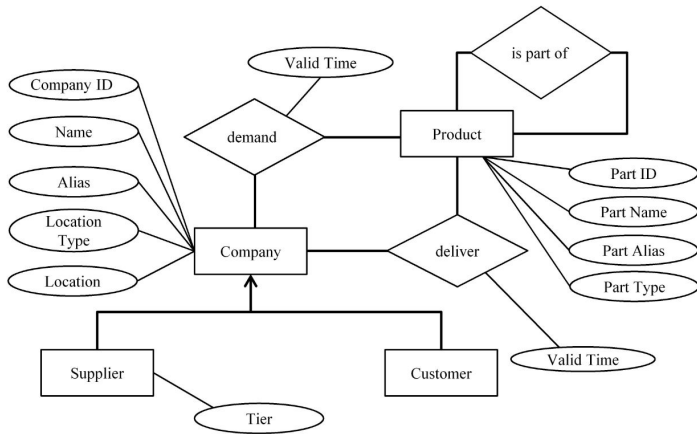 is part of
Valid Time
Company ID
Name
demand
Product
Alias
Part ID
Part Name
Location
Type
Company
deliver
Part Alias
Location
Part Type
Supplier
Customer
Valid Time
Tier